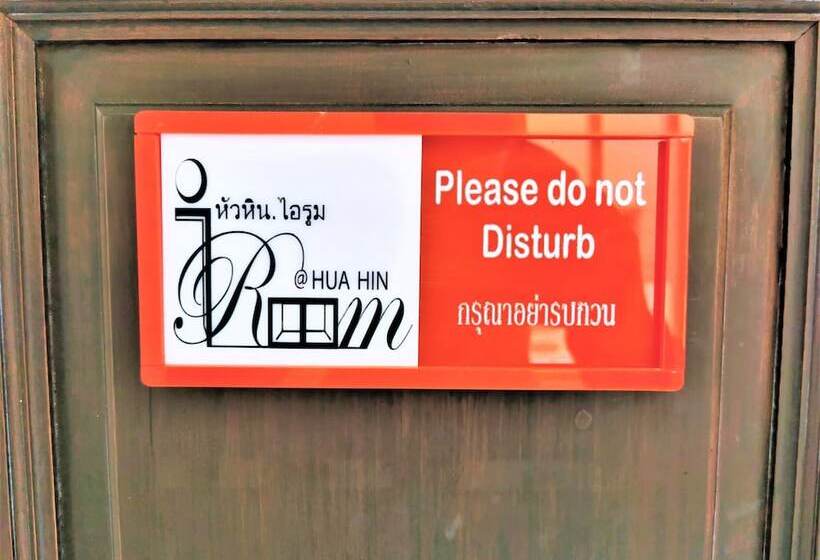 หัวหิน.ไอรูม
iRoom
@HUA HIN
Please do not
Disturb
กรุณาอย่ารบกวน